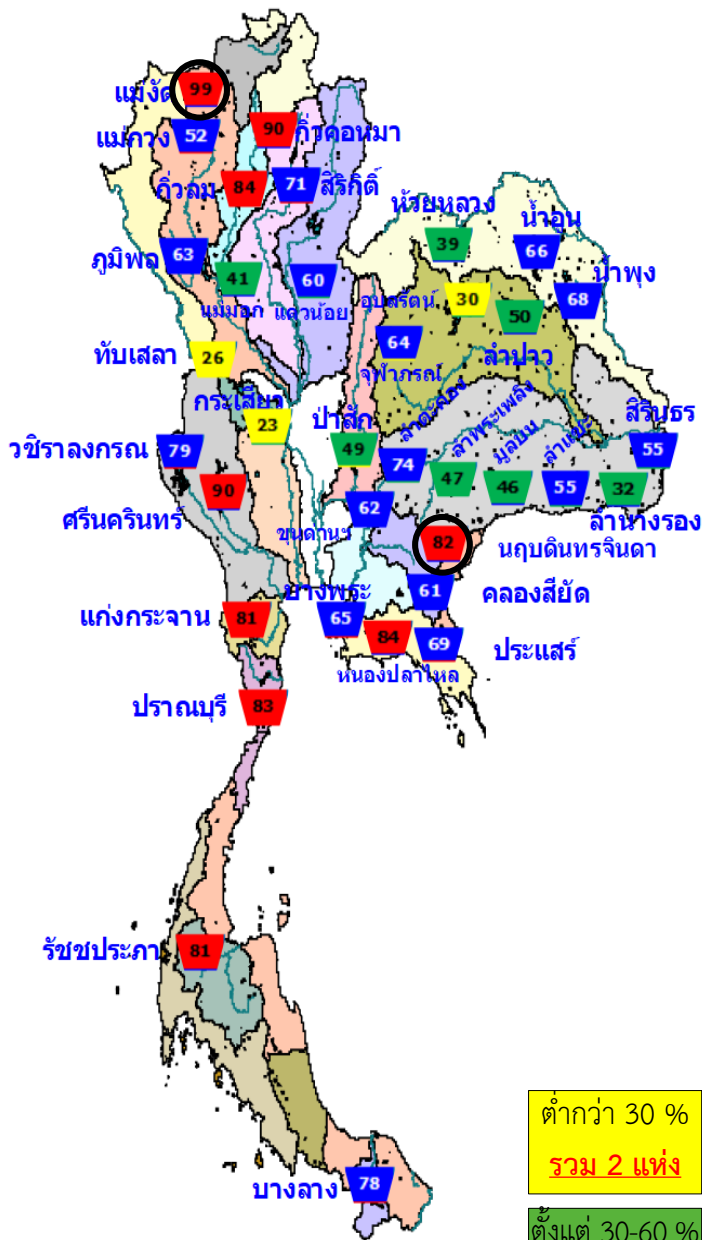 แม่งัด 99
แม่กวง 52
90 กิ่วคอหมา
กิ่วลม 84
71 สิริกิติ์
ห้วยหลวง 39
น้ำอูน 66
น้ำพุง 68
ภูมิพล 63
41 แม่มอก
60 แควน้อย
อุบลรัตน์ 30
50 ลำปาว
64 จุฬาภรณ์
ทับเสลา 26
กระเสียว 23
ป่าสัก 49
ลำตะคอง 74
ลำพระเพลิง 47
มูลบน 46
ลำแชะ 55
สิรินธร 55
32 ลำนางรอง
วชิราลงกรณ 79
ศรีนครินทร์ 90
62 ขุนด่านฯ
82 นฤบดินทรจินดา
61 คลองสียัด
บางพระ 65
84 หนองปลาไหล
69 ประแสร์
แก่งกระจาน 81
ปราณบุรี 83
รัชชประภา 81
บางลาง 78
ต่ำกว่า 30 %
รวม 2 แห่ง
ตั้งแต่ 30-60 %